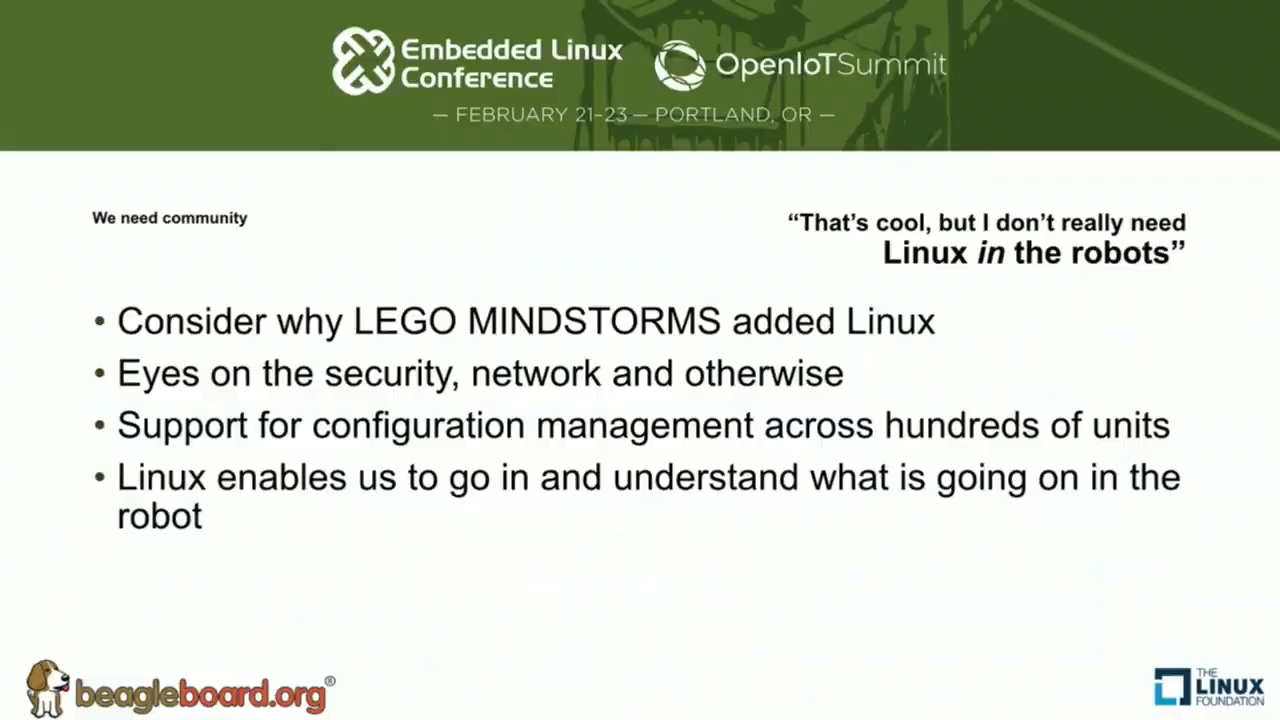 Embedded Linux
Conference
OpenIoTSummit
— FEBRUARY 21-23 — PORTLAND, OR —
We need community
“That’s cool, but I don’t really need
Linux in the robots”
• Consider why LEGO MINDSTORMS added Linux
• Eyes on the security, network and otherwise
• Support for configuration management across hundreds of units
• Linux enables us to go in and understand what is going on in the
robot
beagleboard.org®
THE
LINUX
FOUNDATION